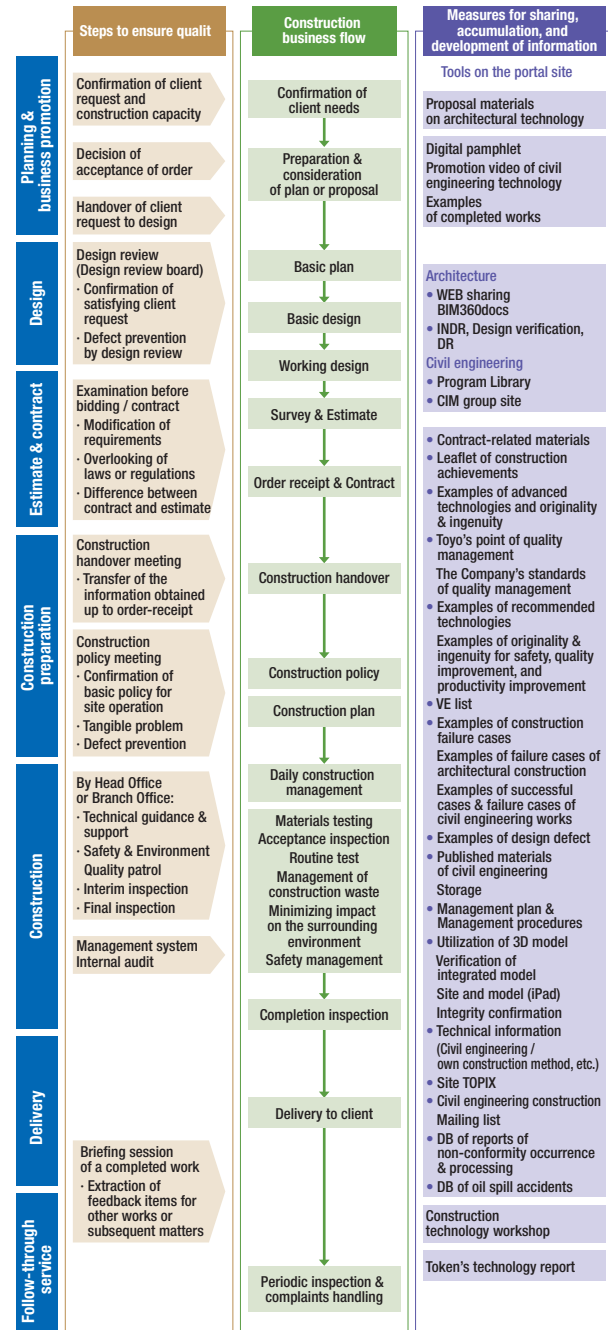 Steps to ensure qualit
Construction
business flow
Measures for sharing,
accumulation, and
development of information
Planning &
business promotion
Design
Estimate & contract
Construction
preparation
Construction
Delivery
Follow-through
service
Confirmation of client
request and
construction capacity
Decision of
acceptance of order
Handover of client
request to design
Design review
(Design review board)
· Confirmation of
satisfying client
request
· Defect prevention
by design review
Examination before
bidding / contract
· Modification of
requirements
· Overlooking of
laws or regulations
· Difference between
contract and estimate
Construction
handover meeting
· Transfer of the
information obtained
up to order-receipt
Construction
policy meeting
· Confirmation of
basic policy for
site operation
· Tangible problem
· Defect prevention
By Head Office
or Branch Office:
· Technical guidance &
support
· Safety & Environment
Quality patrol
· Interim inspection
· Final inspection
Management system
Internal audit
Briefing session
of a completed work
· Extraction of
feedback items for
other works or
subsequent matters
Confirmation of
client needs
Preparation &
consideration
of plan or proposal
Basic plan
Basic design
Working design
Survey & Estimate
Order receipt & Contract
Construction handover
Construction policy
Construction plan
Daily construction
management
Materials testing
Acceptance inspection
Routine test
Management of
construction waste
Minimizing impact
on the surrounding
environment
Safety management
Completion inspection
Delivery to client
Periodic inspection &
complaints handling
Tools on the portal site
Proposal materials
on architectural technology
Digital pamphlet
Promotion video of civil
engineering technology
Examples
of completed works
Architecture
• WEB sharing
BIM360docs
• INDR, Design verification,
DR
Civil engineering
• Program Library
• CIM group site
• Contract-related materials
• Leaflet of construction
achievements
• Examples of advanced
technologies and originality
& ingenuity
• Toyo's point of quality
management
The Company's standards
of quality management
• Examples of recommended
technologies
Examples of originality &
ingenuity for safety, quality
improvement, and
productivity improvement
• VE list
• Examples of construction
failure cases
Examples of failure cases of
architectural construction
Examples of successful
cases & failure cases of
civil engineering works
• Examples of design defect
• Published materials
of civil engineering
Storage
• Management plan &
Management procedures
• Utilization of 3D model
Verification of
integrated model
Site and model (iPad)
Integrity confirmation
• Technical information
(Civil engineering /
own construction method, etc.)
• Site TOPIX
• Civil engineering construction
Mailing list
• DB of reports of
non-conformity occurrence
& processing
• DB of oil spill accidents
Construction
technology workshop
Token's technology report